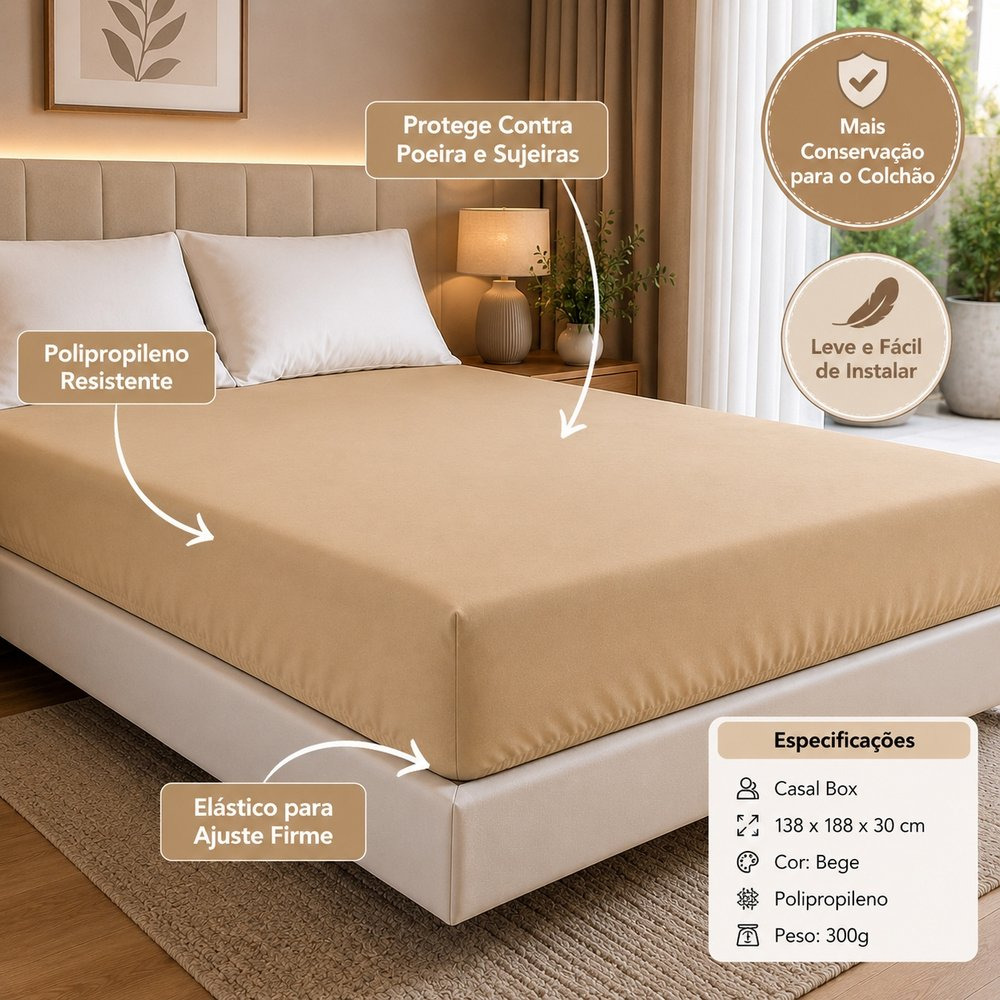 Protege Contra
Poeira e Sujeiras
Mais
Conservação
para o Colchão
Leve e Fácil
de Instalar
Polipropileno
Resistente
Elástico para
Ajuste Firme
Especificações
Casal Box
138 x 188 x 30 cm
Cor: Bege
Polipropileno
Peso: 300g